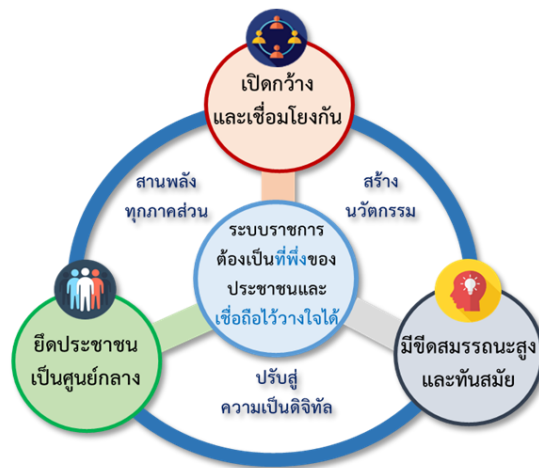 เปิดกว้าง
และเชื่อมโยงกัน
สานพลัง
ทุกภาคส่วน
สร้าง
นวัตกรรม
ระบบราชการ
ต้องเป็นที่พึ่งของ
ประชาชนและ
เชื่อถือไว้วางใจได้
ยึดประชาชน
เป็นศูนย์กลาง
มีขีดสมรรถนะสูง
และทันสมัย
ปรับสู่
ความเป็นดิจิทัล